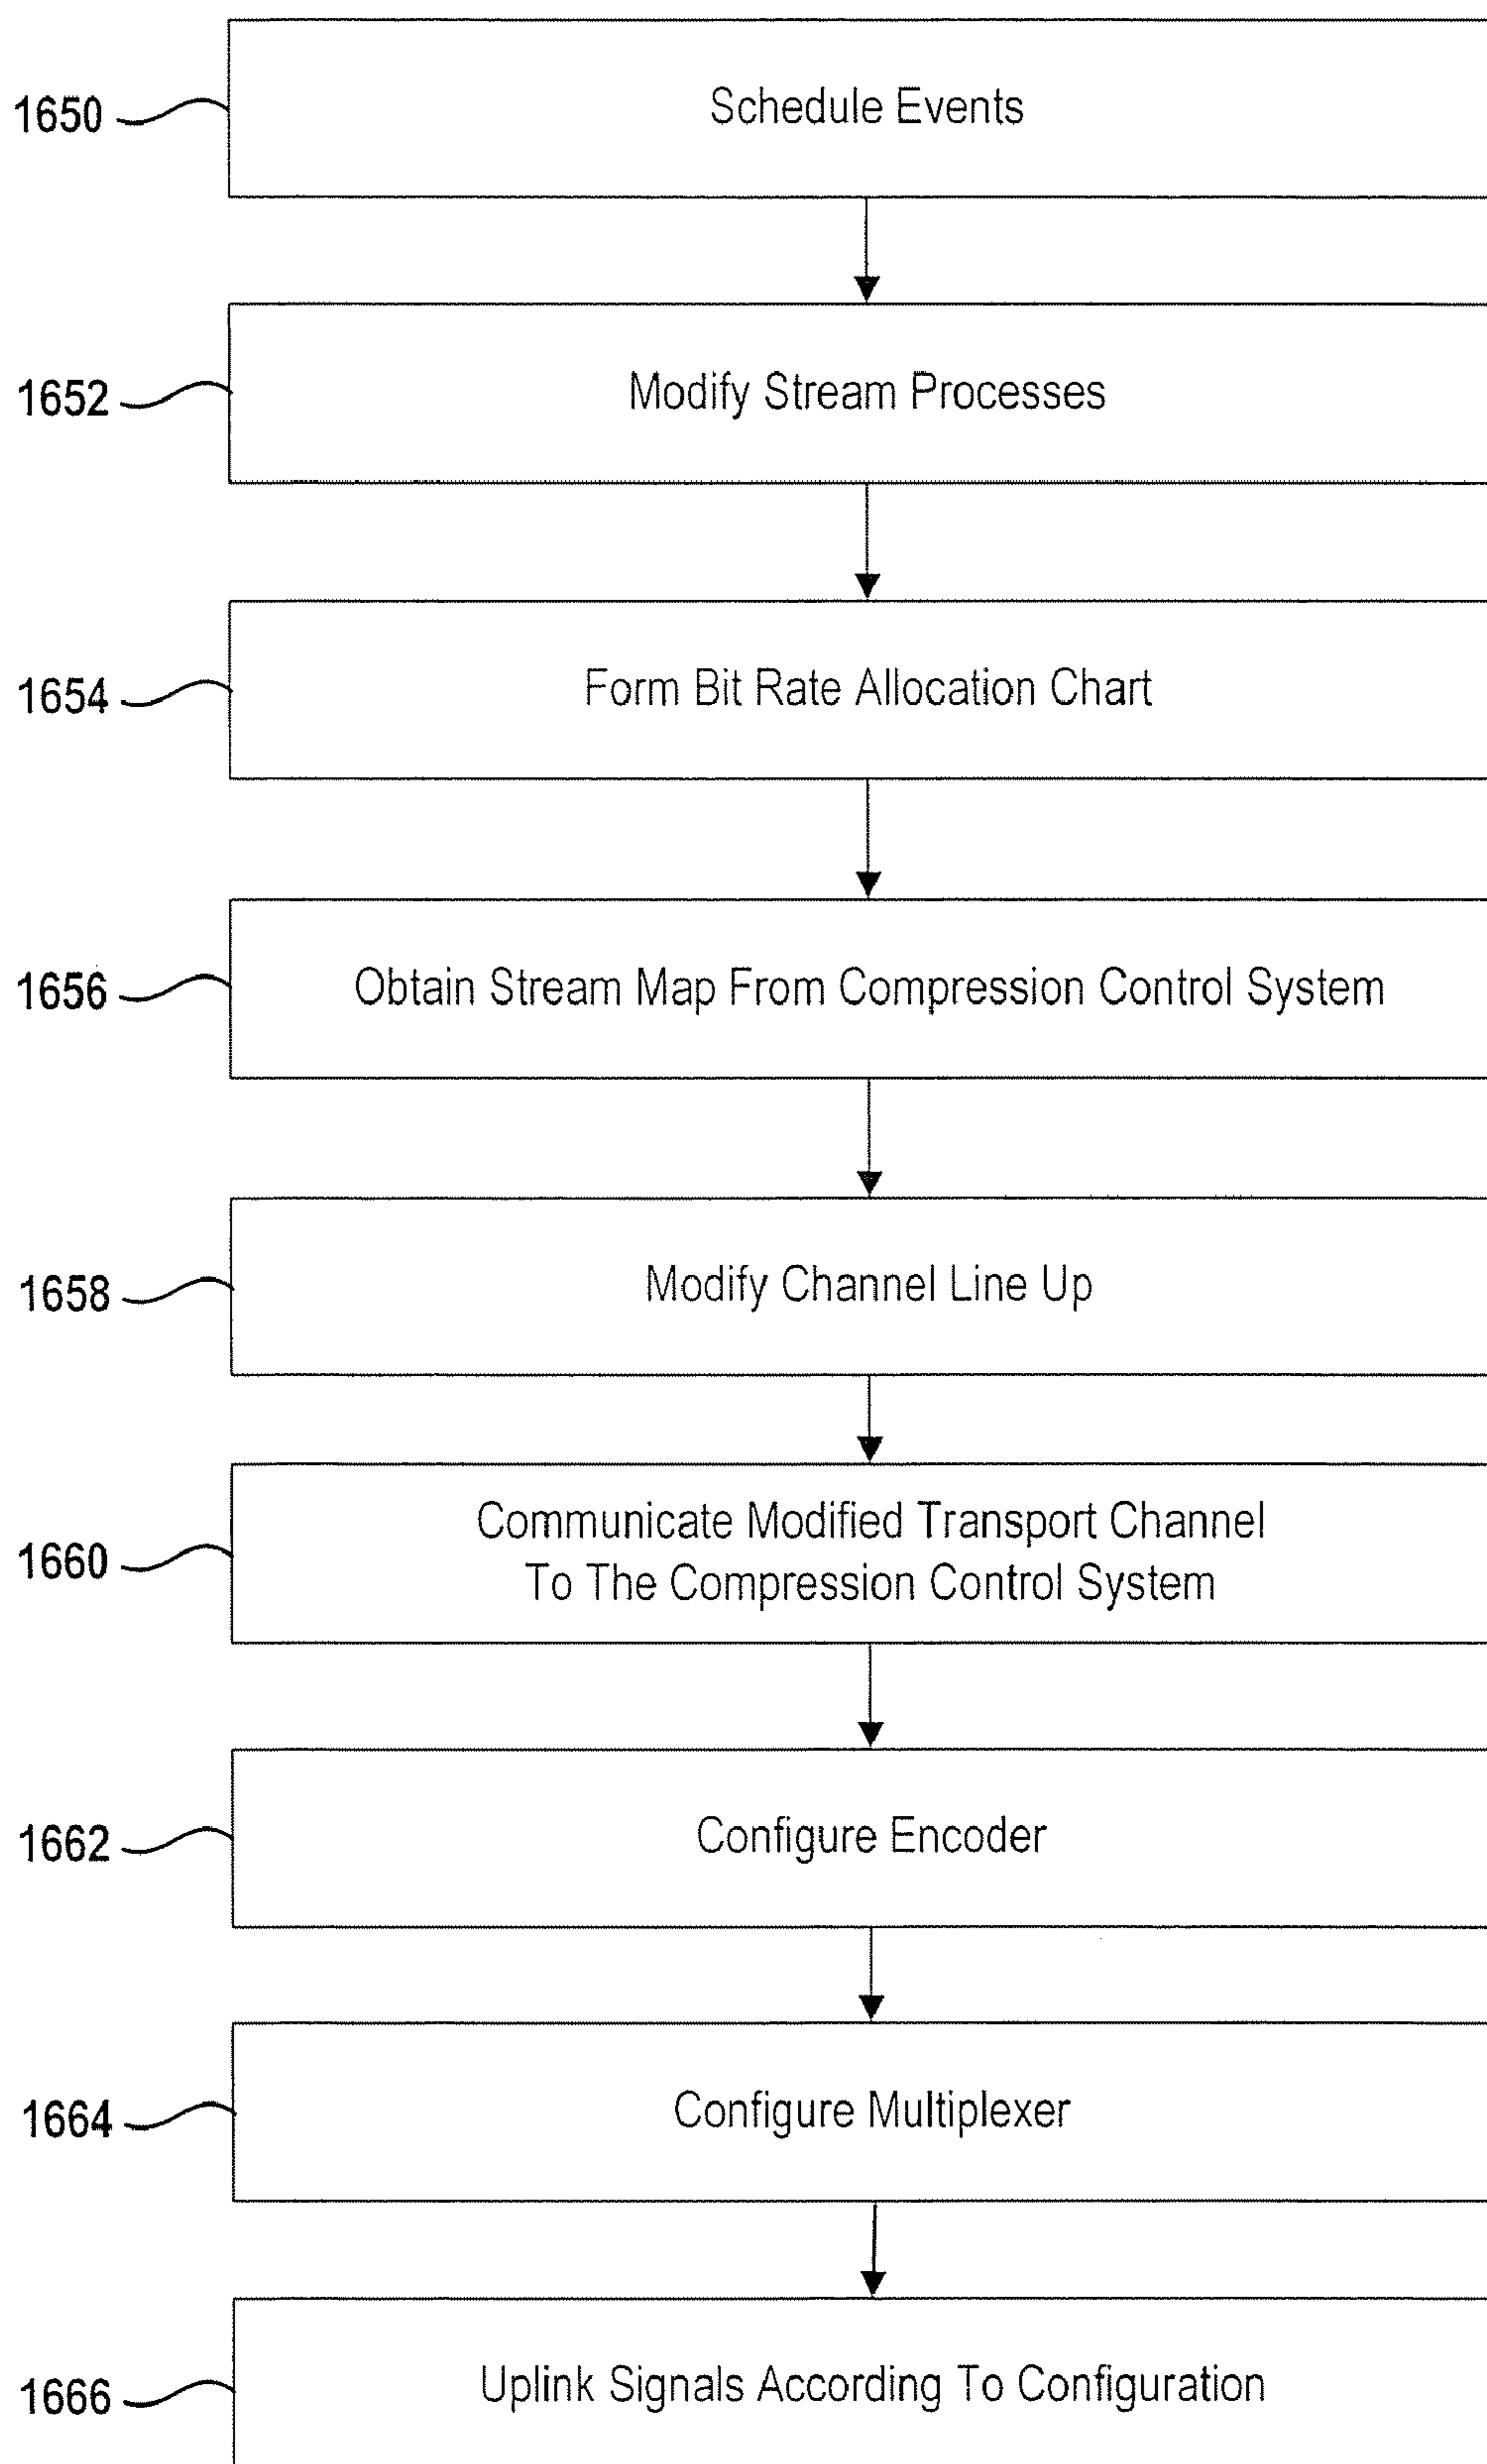 1650
Schedule Events
1652
Modify Stream Processes
1654
Form Bit Rate Allocation Chart
1656
Obtain Stream Map From Compression Control System
1658
Modify Channel Line Up
1660
Communicate Modified Transport Channel
To The Compression Control System
1662
Configure Encoder
1664
Configure Multiplexer
1666
Uplink Signals According To Configuration